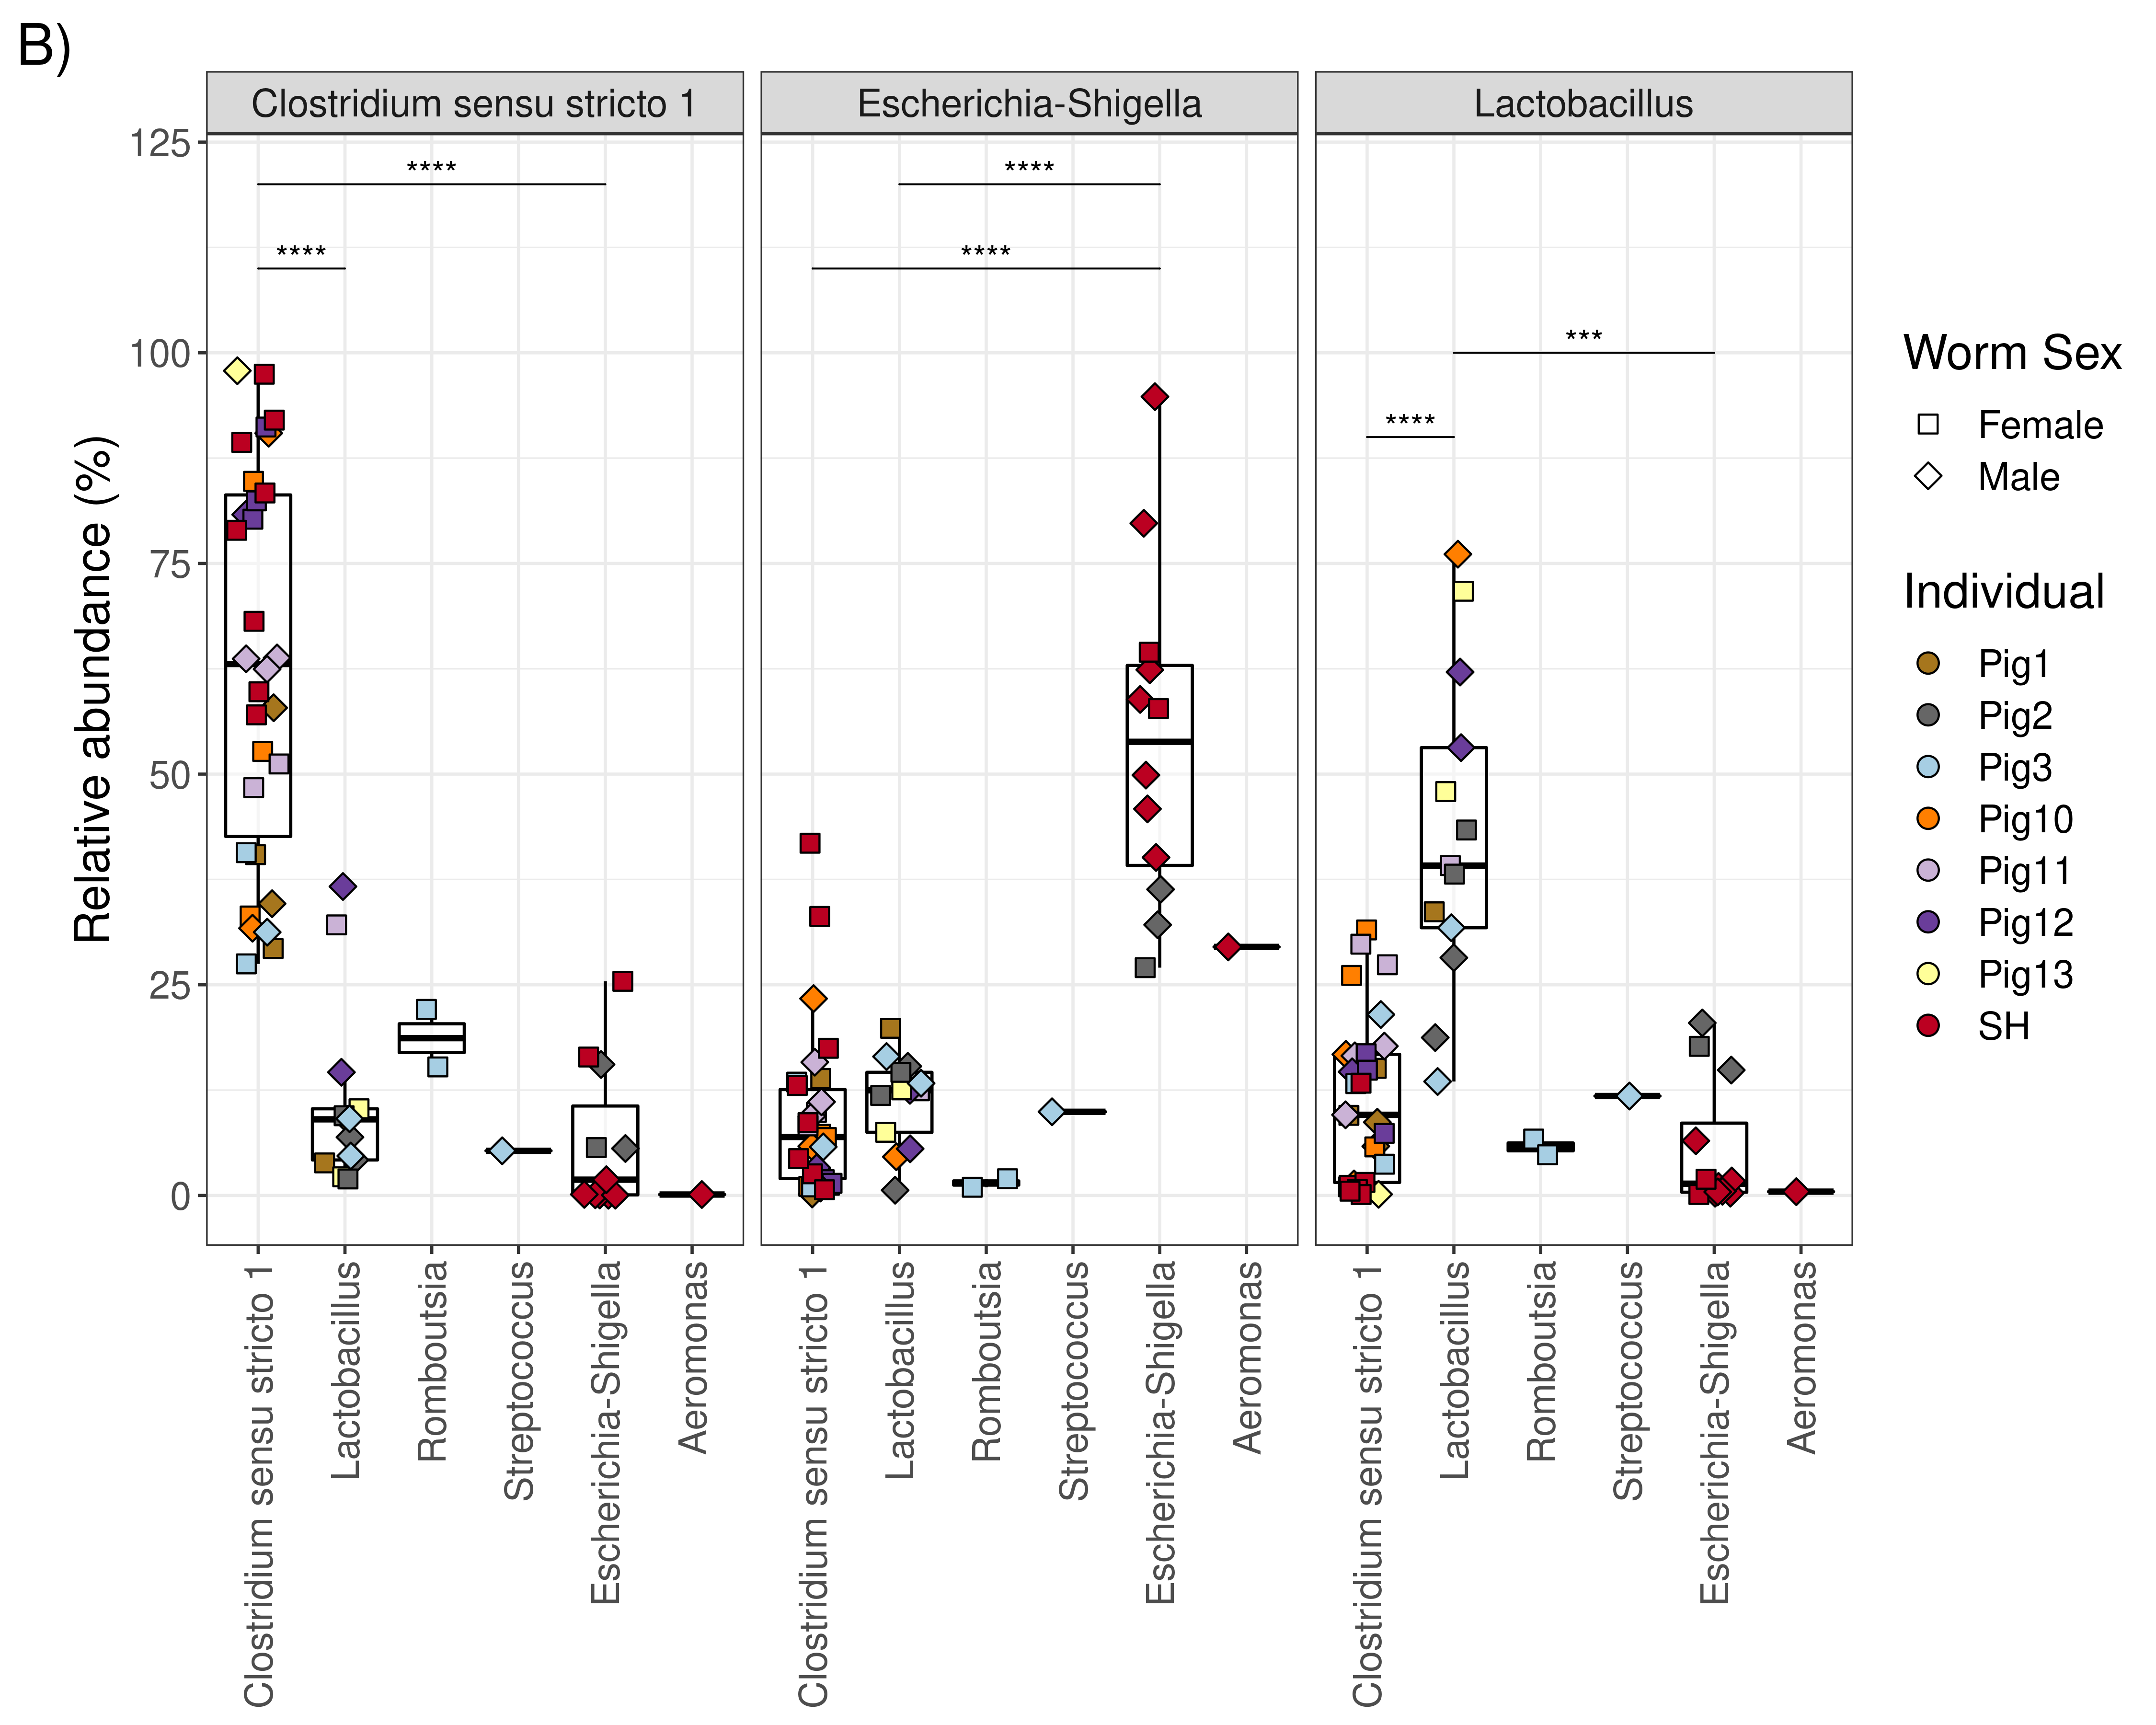 B)
Clostridium sensu stricto 1
Escherichia-Shigella
Lactobacillus
Relative abundance (%)
125
100
75
50
25
0
****
****
****
****
***
****
Clostridium sensu stricto 1
Lactobacillus
Romboutsia
Streptococcus
Escherichia-Shigella
Aeromonas
Clostridium sensu stricto 1
Lactobacillus
Romboutsia
Streptococcus
Escherichia-Shigella
Aeromonas
Clostridium sensu stricto 1
Lactobacillus
Romboutsia
Streptococcus
Escherichia-Shigella
Aeromonas
Worm Sex
Female
Male
Individual
Pig1
Pig2
Pig3
Pig10
Pig11
Pig12
Pig13
SH